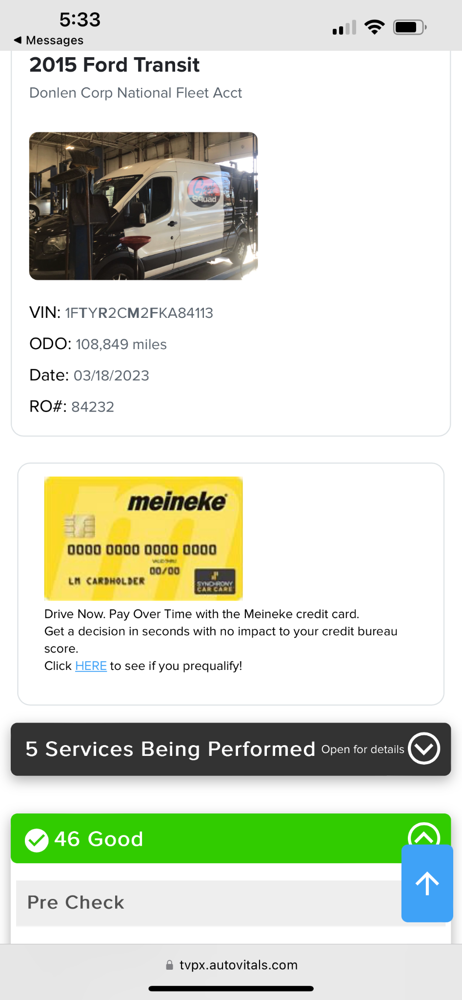 5:33
Messages
2015 Ford Transit
Donlen Corp National Fleet Acct
Geek
Squad
VIN: 1FTYR2CM2FKA84113
ODO: 108,849 miles
Date: 03/18/2023
RO#: 84232
meineke
0000 0000 0000 0000
VALID THRU
00/00
LM CARDHOLDER
SYNCHRONY
CAR CARE
Drive Now. Pay Over Time with the Meineke credit card.
Get a decision in seconds with no impact to your credit bureau
score.
Click HERE to see if you prequalify!
5 Services Being Performed Open for details
46 Good
Pre Check
tvpx.autovitals.com